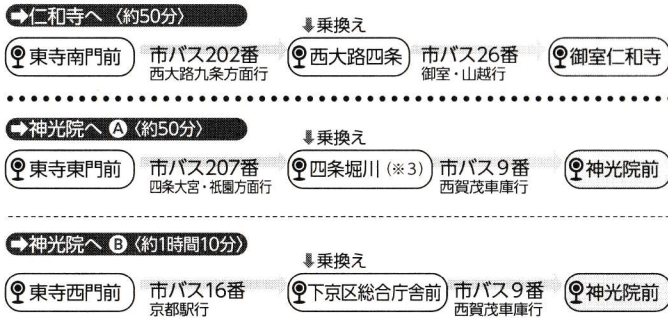 ➡仁和寺へ〈約50分〉
⬇乗換え
東寺南門前 市バス202番 西大路四条 市バス26番 御室仁和寺
西大路九条方面行 御室・山越行
➡神光院へ Ⓐ〈約50分〉
⬇乗換え
東寺東門前 市バス207番 四条堀川(※3) 市バス9番 神光院前
四条大宮・祇園方面行 西賀茂車庫行
➡神光院へ Ⓑ〈約1時間10分〉
⬇乗換え
東寺西門前 市バス16番 下京区総合庁舎前 市バス9番 神光院前
京都駅行 西賀茂車庫行